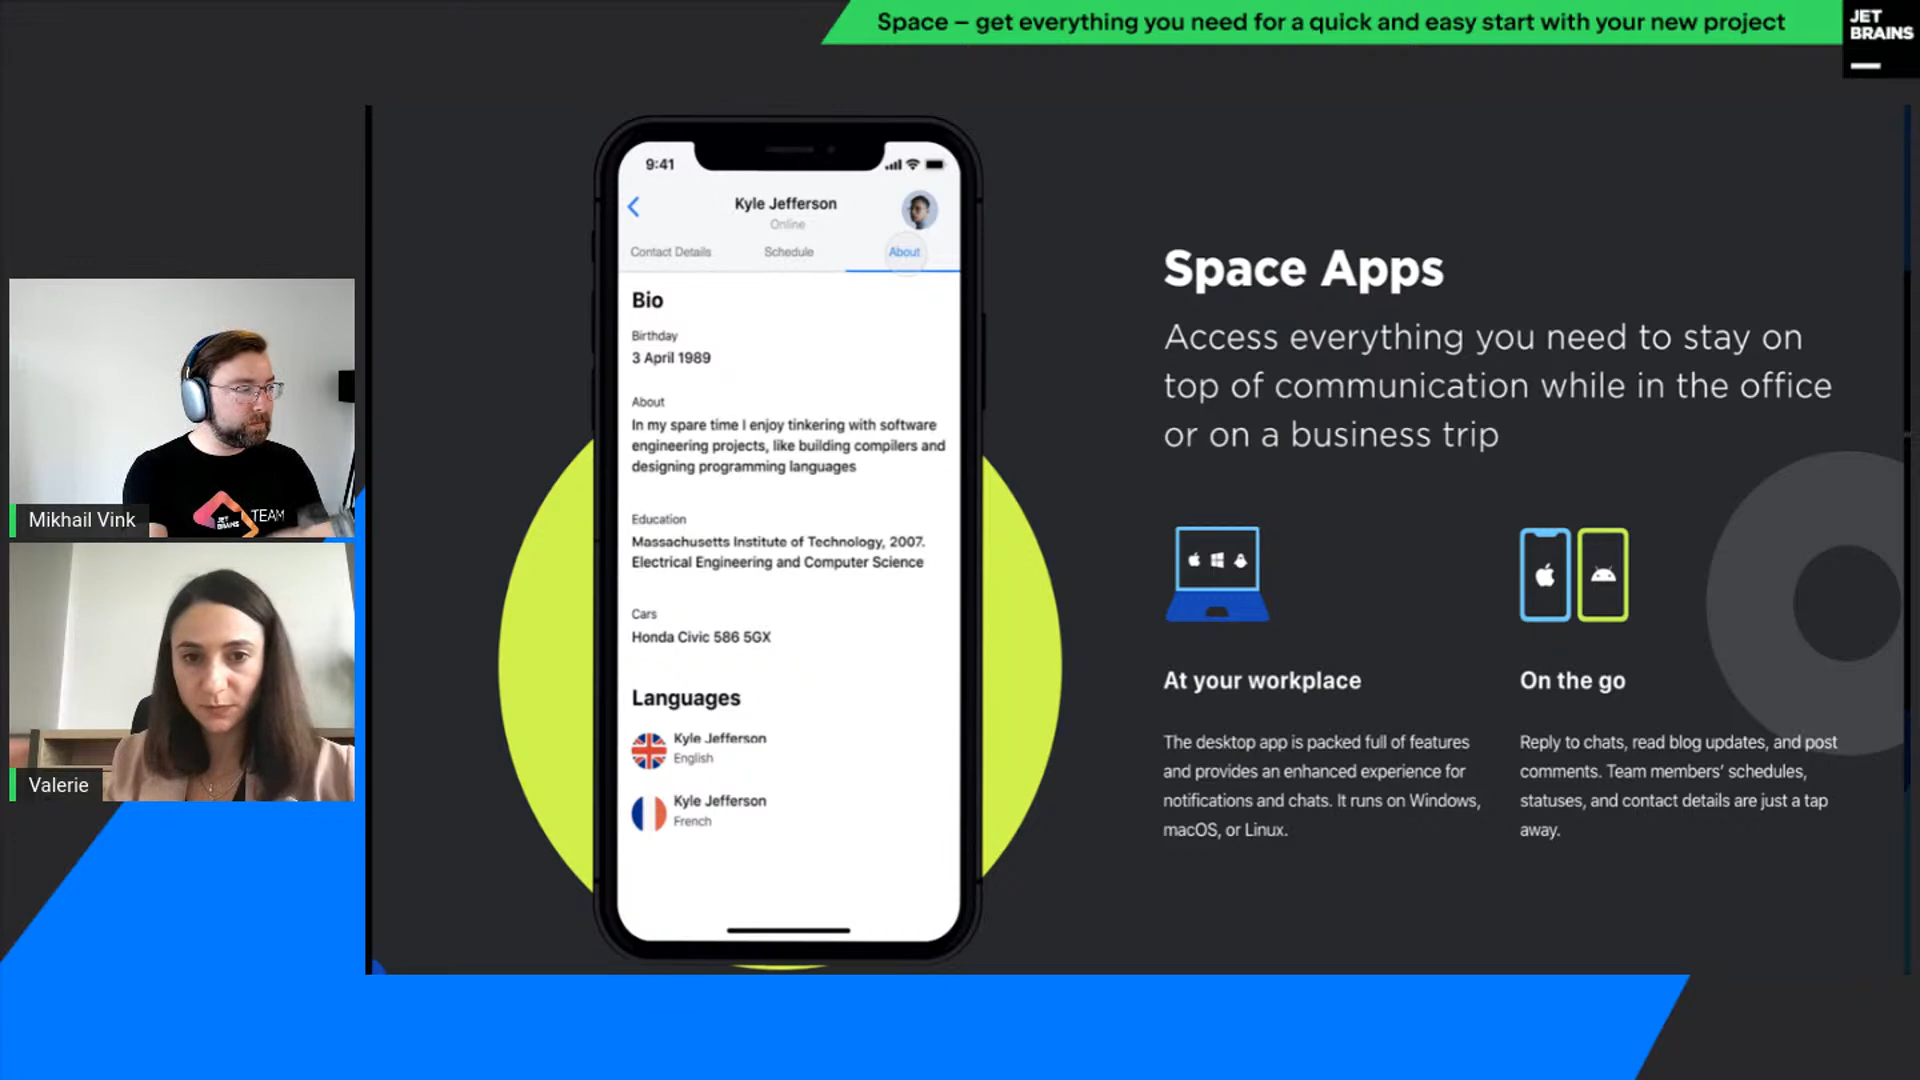 Space – get everything you need for a quick and easy start with your new project
JET
BRAINS
9:41
Kyle Jefferson
Online
Contact Details
Schedule
About
Bio
Birthday
3 April 1989
About
In my spare time I enjoy tinkering with software
engineering projects, like building compilers and
designing programming languages
Education
Massachusetts Institute of Technology, 2007.
Electrical Engineering and Computer Science
Cars
Honda Civic 586 5GX
Languages
Kyle Jefferson
English
Kyle Jefferson
French
Space Apps
Access everything you need to stay on
top of communication while in the office
or on a business trip
At your workplace
The desktop app is packed full of features
and provides an enhanced experience for
notifications and chats. It runs on Windows,
macOS, or Linux.
On the go
Reply to chats, read blog updates, and post
comments. Team members’ schedules,
statuses, and contact details are just a tap
away.
JET
BRAINS
TEAM
Mikhail Vink
Valerie